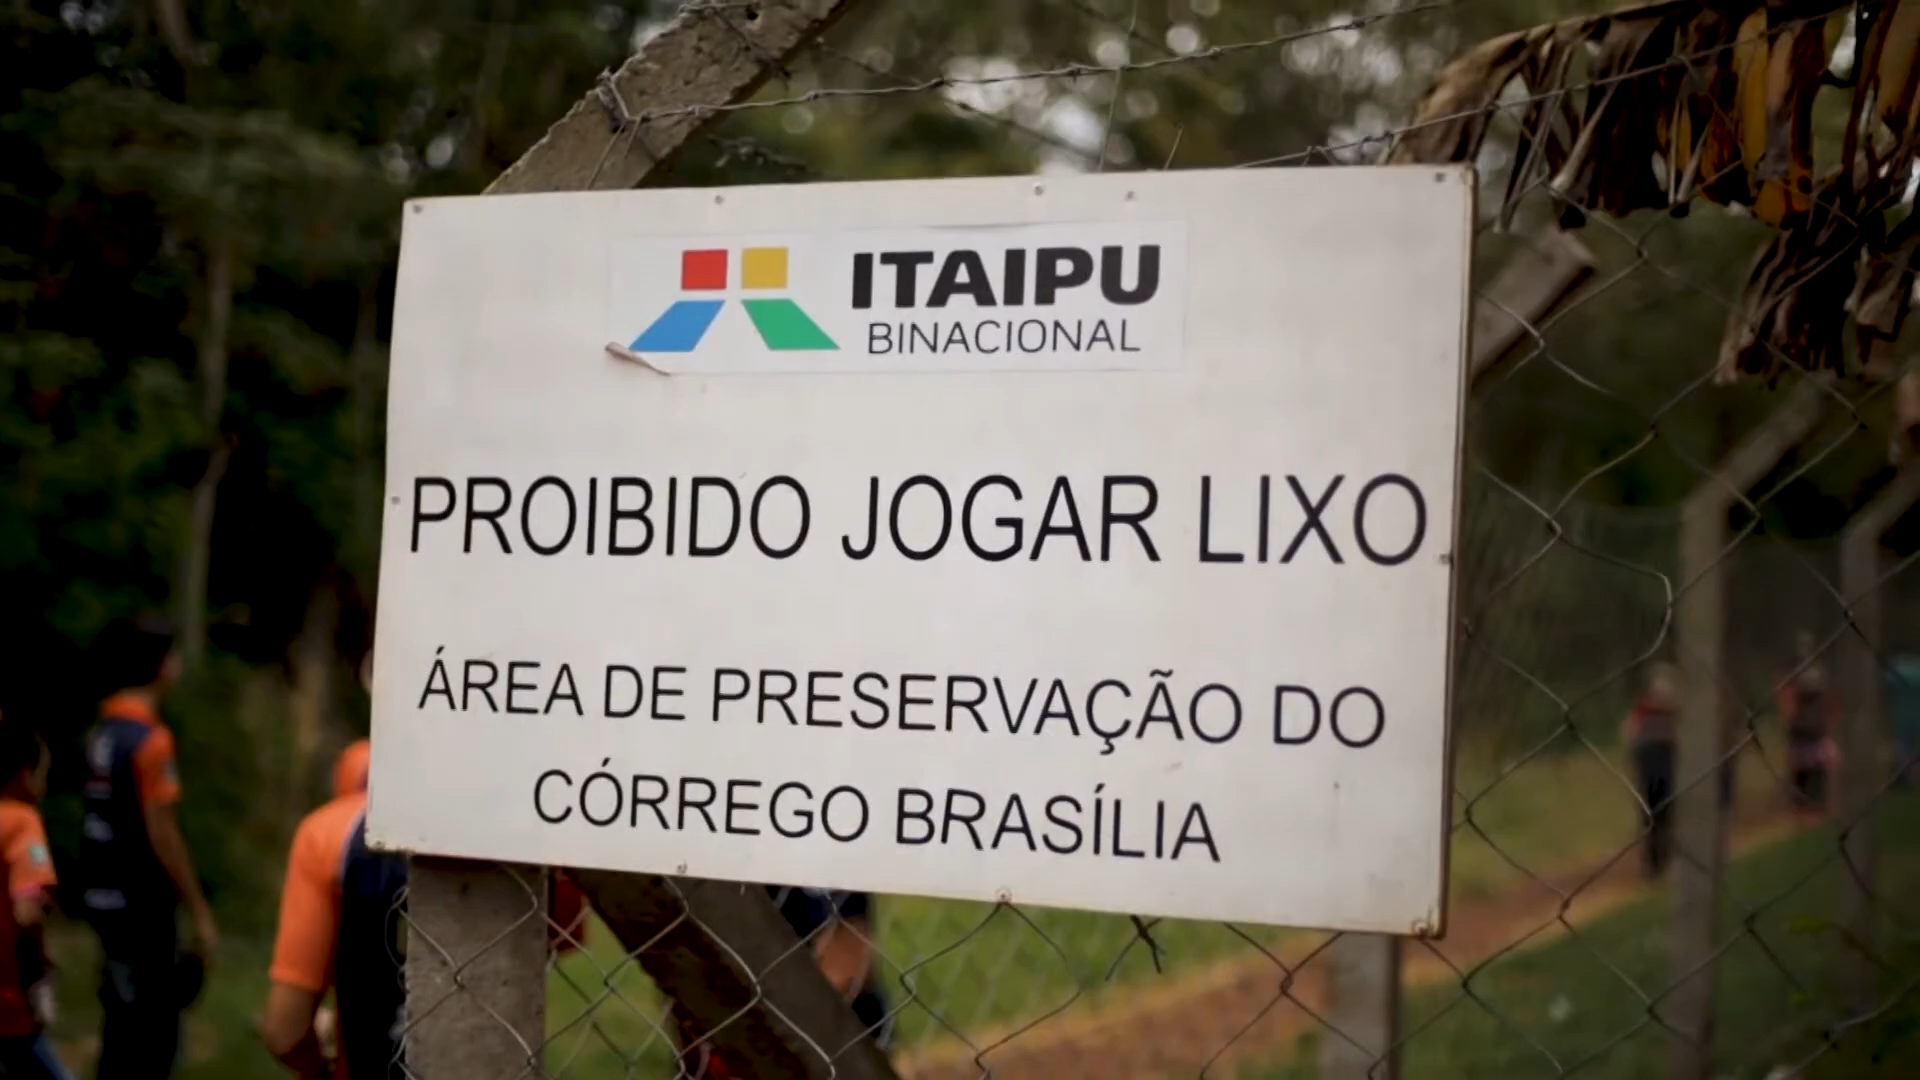 ITAIPU
BINACIONAL
PROIBIDO JOGAR LIXO
ÁREA DE PRESERVAÇÃO DO
CÓRREGO BRASÍLIA